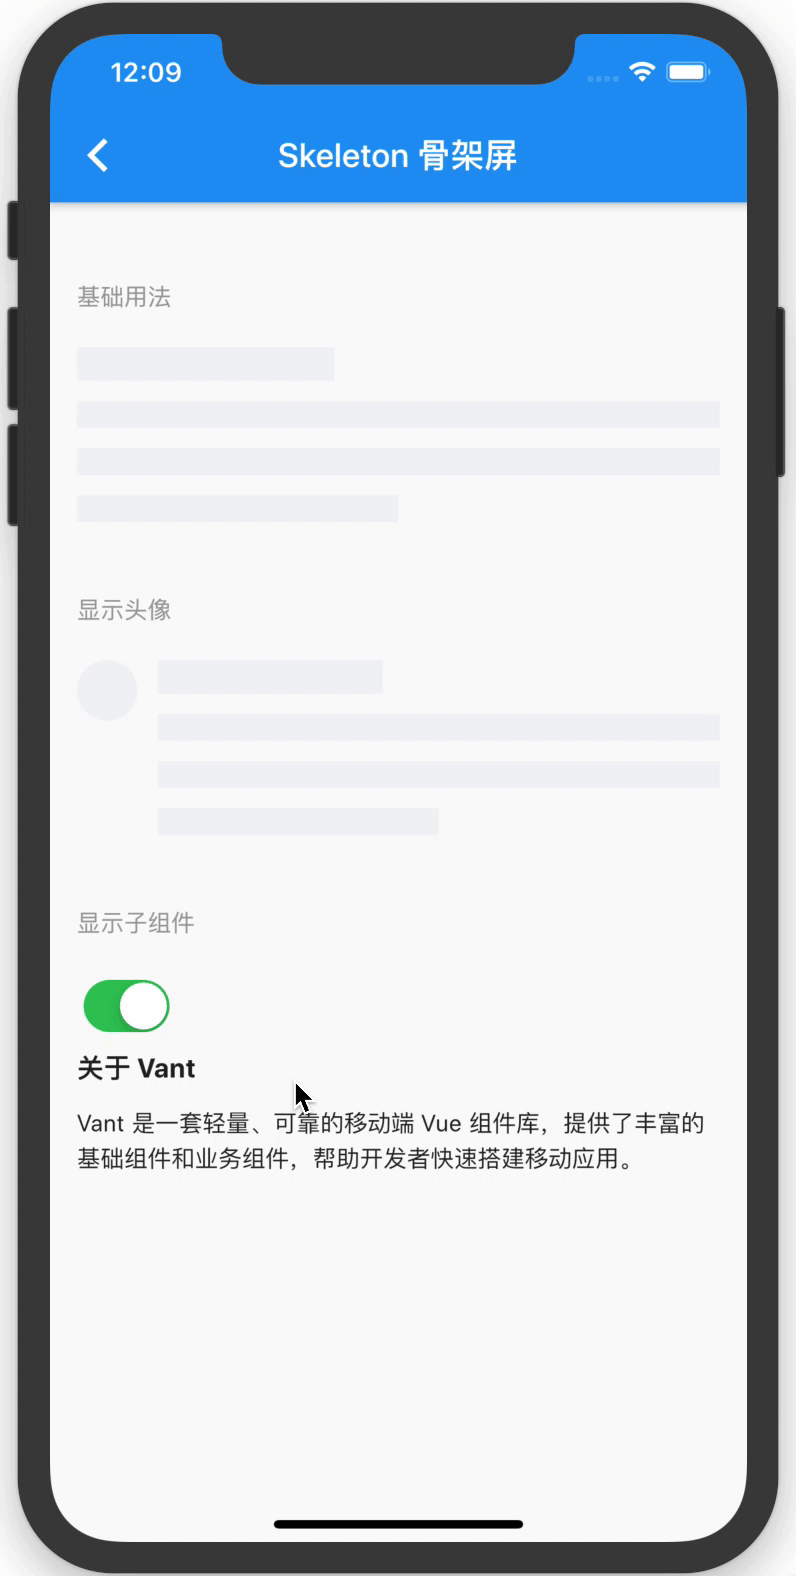 12:09
Skeleton 骨架屏
基础用法
显示头像
显示子组件
关于 Vant
Vant 是一套轻量、可靠的移动端 Vue 组件库，提供了丰富的
基础组件和业务组件，帮助开发者快速搭建移动应用。